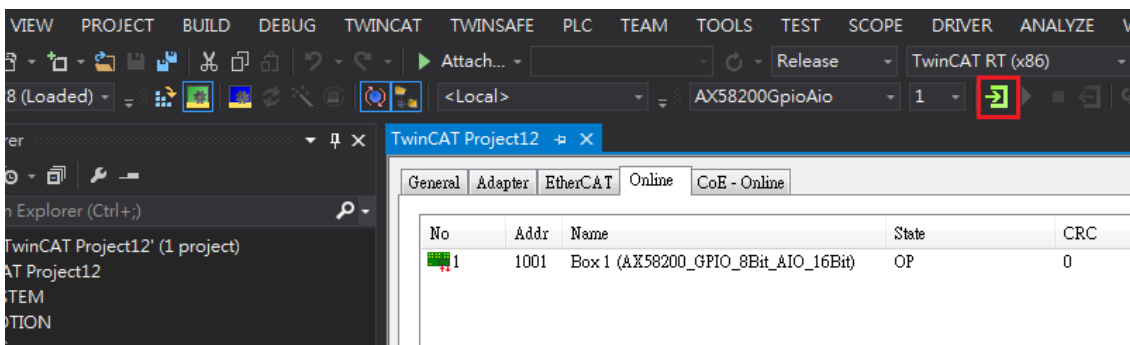 VIEW PROJECT BUILD DEBUG TWINCAT TWINSAFE PLC TEAM TOOLS TEST SCOPE DRIVER ANALYZE
Attach... Release TwinCAT RT (x86)
8 (Loaded) <Local> AX58200GpioAio 1
er TwinCAT Project12
General Adapter EtherCAT Online CoE - Online
n Explorer (Ctrl+;)
No Addr Name State CRC
TwinCAT Project12' (1 project)
1 1001 Box 1 (AX58200_GPIO_8Bit_AIO_16Bit) OP 0
AT Project12
STEM
OTION